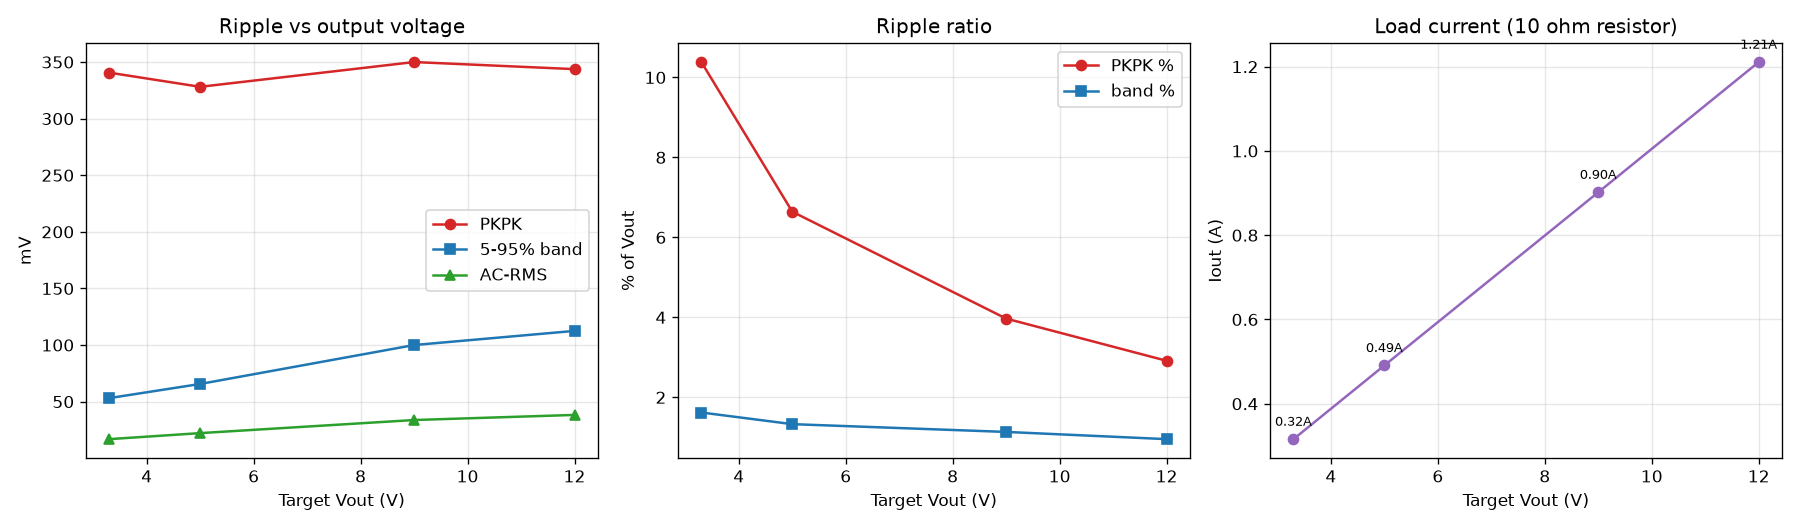 Ripple vs output voltage
350
300
250
200
150
100
50
mV
PKPK
5-95% band
AC-RMS
4
6
8
10
12
Target Vout (V)
Ripple ratio
10
8
6
4
2
% of Vout
PKPK %
band %
4
6
8
10
12
Target Vout (V)
Load current (10 ohm resistor)
1.2
1.0
0.8
0.6
0.4
Iout (A)
1.21A
0.90A
0.49A
0.32A
4
6
8
10
12
Target Vout (V)